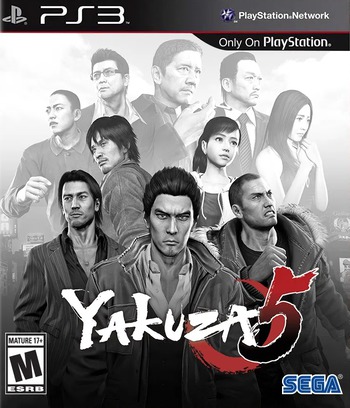 PS3
PlayStation®Network
Only On PlayStation®
YAKUZA 5
MATURE 17+
M
ESRB
SEGA